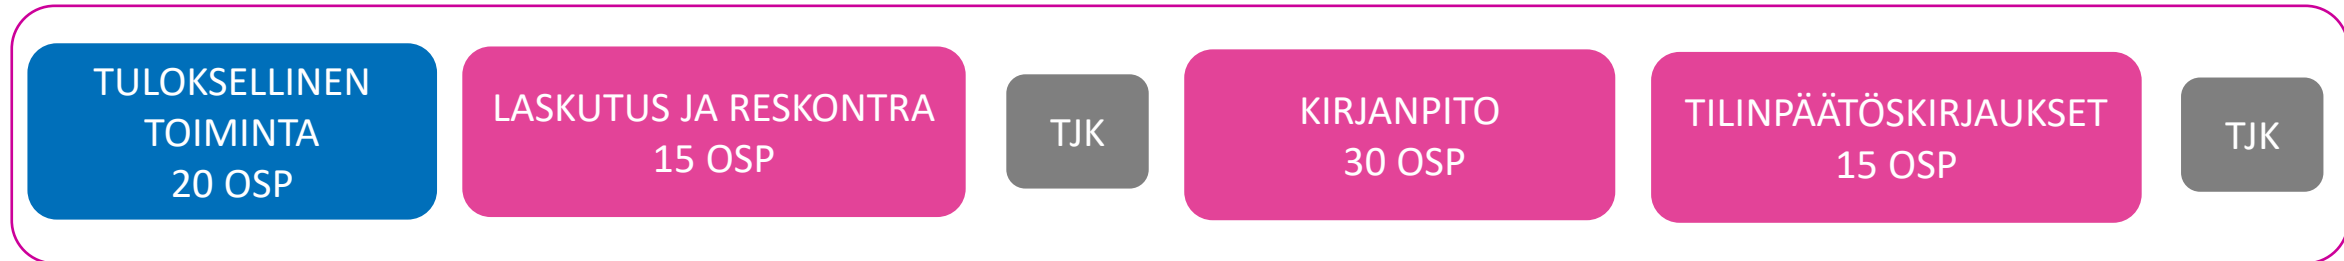 TULOKSELLINEN
TOIMINTA
20 OSP
LASKUTUS JA RESKONTRA
15 OSP
TJK
KIRJANPITO
30 OSP
TILINPÄÄTÖSKIRJAUKSET
15 OSP
TJK